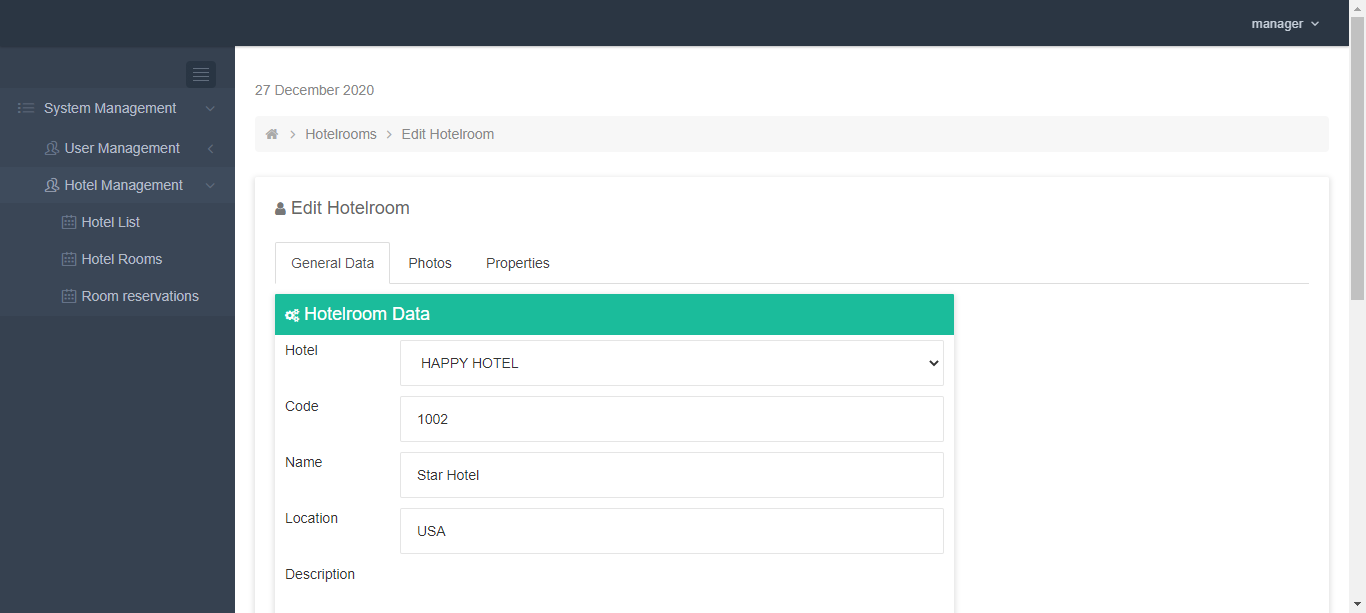 manager
System Management
User Management
Hotel Management
Hotel List
Hotel Rooms
Room reservations
27 December 2020
Hotelrooms > Edit Hotelroom
Edit Hotelroom
General Data Photos Properties
Hotelroom Data
Hotel HAPPY HOTEL
Code 1002
Name Star Hotel
Location USA
Description